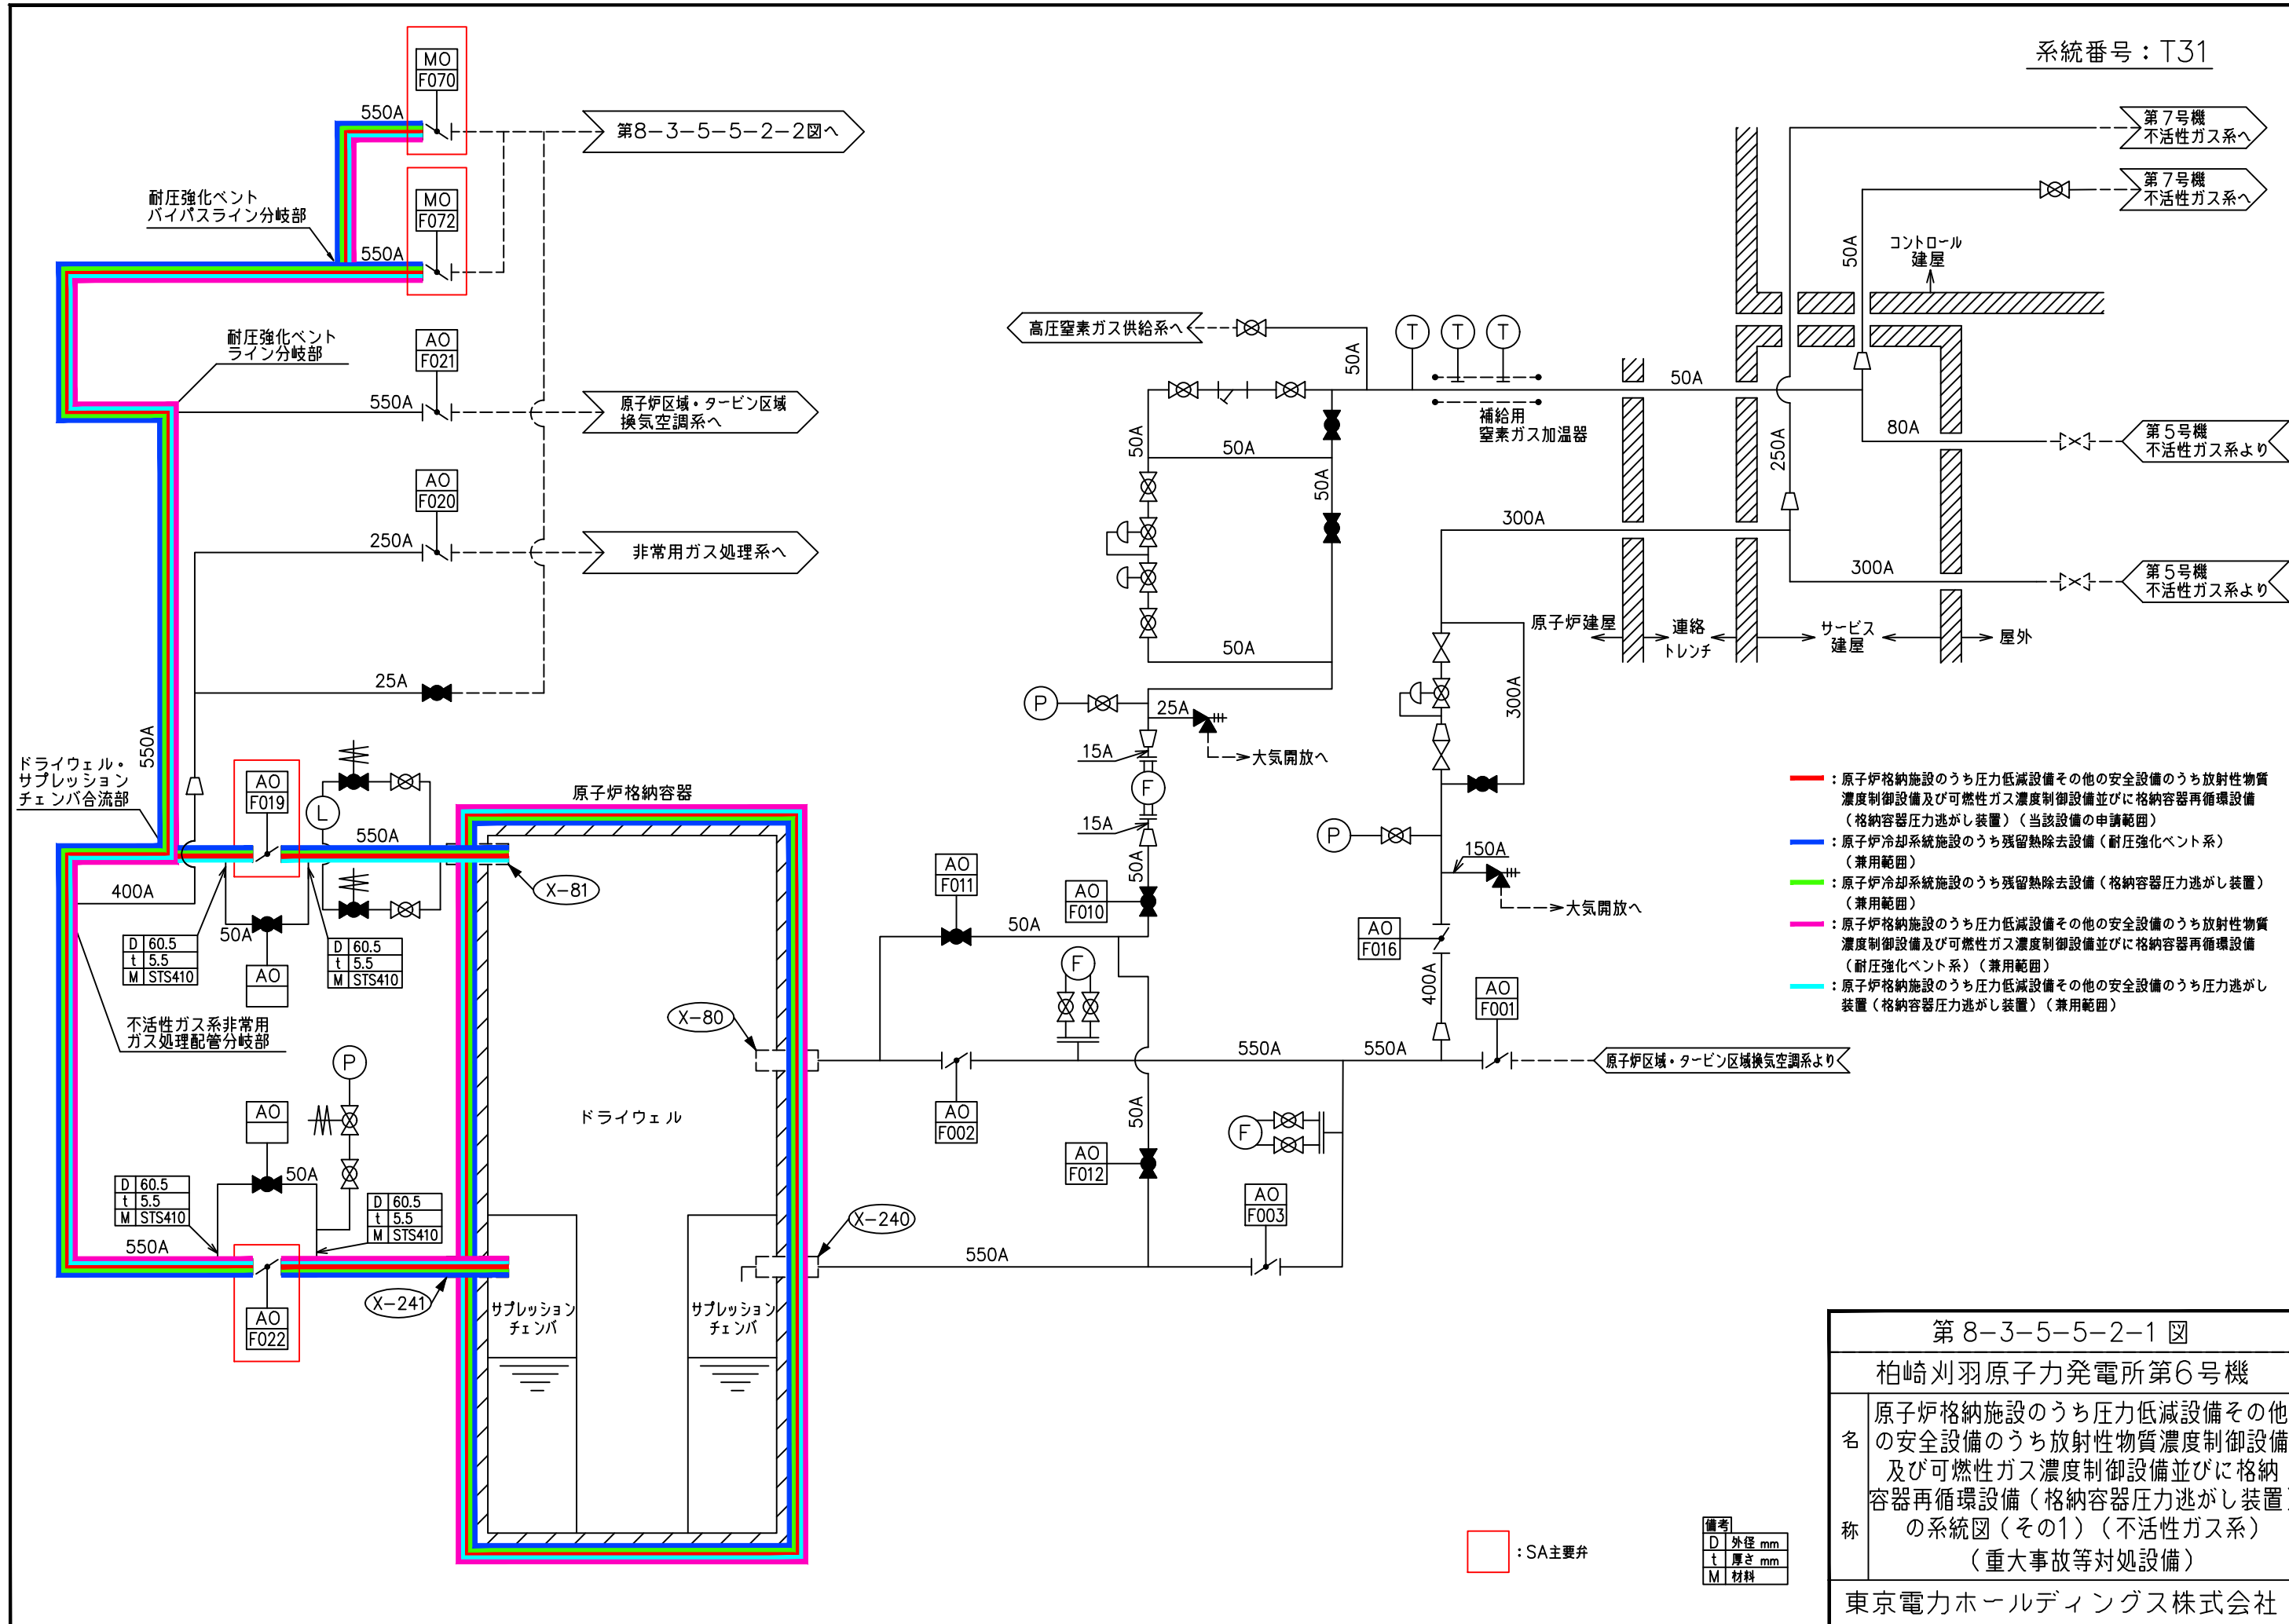 系統番号：T31
MO
F070
550A
第8-3-5-5-2-2図へ
MO
F072
550A
耐圧強化ベント
バイパスライン分岐部
耐圧強化ベント
ライン分岐部
AO
F021
550A
原子炉区域・タービン区域
換気空調系へ
AO
F020
250A
非常用ガス処理系へ
25A
550A
ドライウェル・
サプレッション
チェンバ合流部
AO
F019
L
550A
X-81
400A
50A
D 60.5
t 5.5
M STS410
AO
D 60.5
t 5.5
M STS410
不活性ガス系非常用
ガス処理配管分岐部
P
AO
50A
D 60.5
t 5.5
M STS410
D 60.5
t 5.5
M STS410
550A
AO
F022
X-241
原子炉格納容器
X-80
ドライウェル
X-240
サプレッション
チェンバ
サプレッション
チェンバ
高圧窒素ガス供給系へ
50A
T
T
T
補給用
窒素ガス加温器
50A
50A
50A
50A
50A
P
25A
大気開放へ
15A
F
15A
50A
AO
F010
AO
F011
50A
F
AO
F002
550A
550A
50A
AO
F012
F
AO
F003
550A
300A
300A
P
150A
大気開放へ
AO
F016
400A
AO
F001
原子炉区域・タービン区域換気空調系より
第7号機
不活性ガス系へ
第7号機
不活性ガス系へ
50A
コントロール
建屋
50A
80A
250A
第5号機
不活性ガス系より
300A
第5号機
不活性ガス系より
原子炉建屋
連絡
トレンチ
サービス
建屋
屋外
：原子炉格納施設のうち圧力低減設備その他の安全設備のうち放射性物質
濃度制御設備及び可燃性ガス濃度制御設備並びに格納容器再循環設備
（格納容器圧力逃がし装置）（当該設備の申請範囲）
：原子炉冷却系統施設のうち残留熱除去設備（耐圧強化ベント系）
（兼用範囲）
：原子炉冷却系統施設のうち残留熱除去設備（格納容器圧力逃がし装置）
（兼用範囲）
：原子炉格納施設のうち圧力低減設備その他の安全設備のうち放射性物質
濃度制御設備及び可燃性ガス濃度制御設備並びに格納容器再循環設備
（耐圧強化ベント系）（兼用範囲）
：原子炉格納施設のうち圧力低減設備その他の安全設備のうち圧力逃がし
装置（格納容器圧力逃がし装置）（兼用範囲）
：SA主要弁
備考
D 外径 mm
t 厚さ mm
M 材料
第8-3-5-5-2-1図
柏崎刈羽原子力発電所第6号機
名称
原子炉格納施設のうち圧力低減設備その他
の安全設備のうち放射性物質濃度制御設備
及び可燃性ガス濃度制御設備並びに格納
容器再循環設備（格納容器圧力逃がし装置）
の系統図（その1）（不活性ガス系）
（重大事故等対処設備）
東京電力ホールディングス株式会社